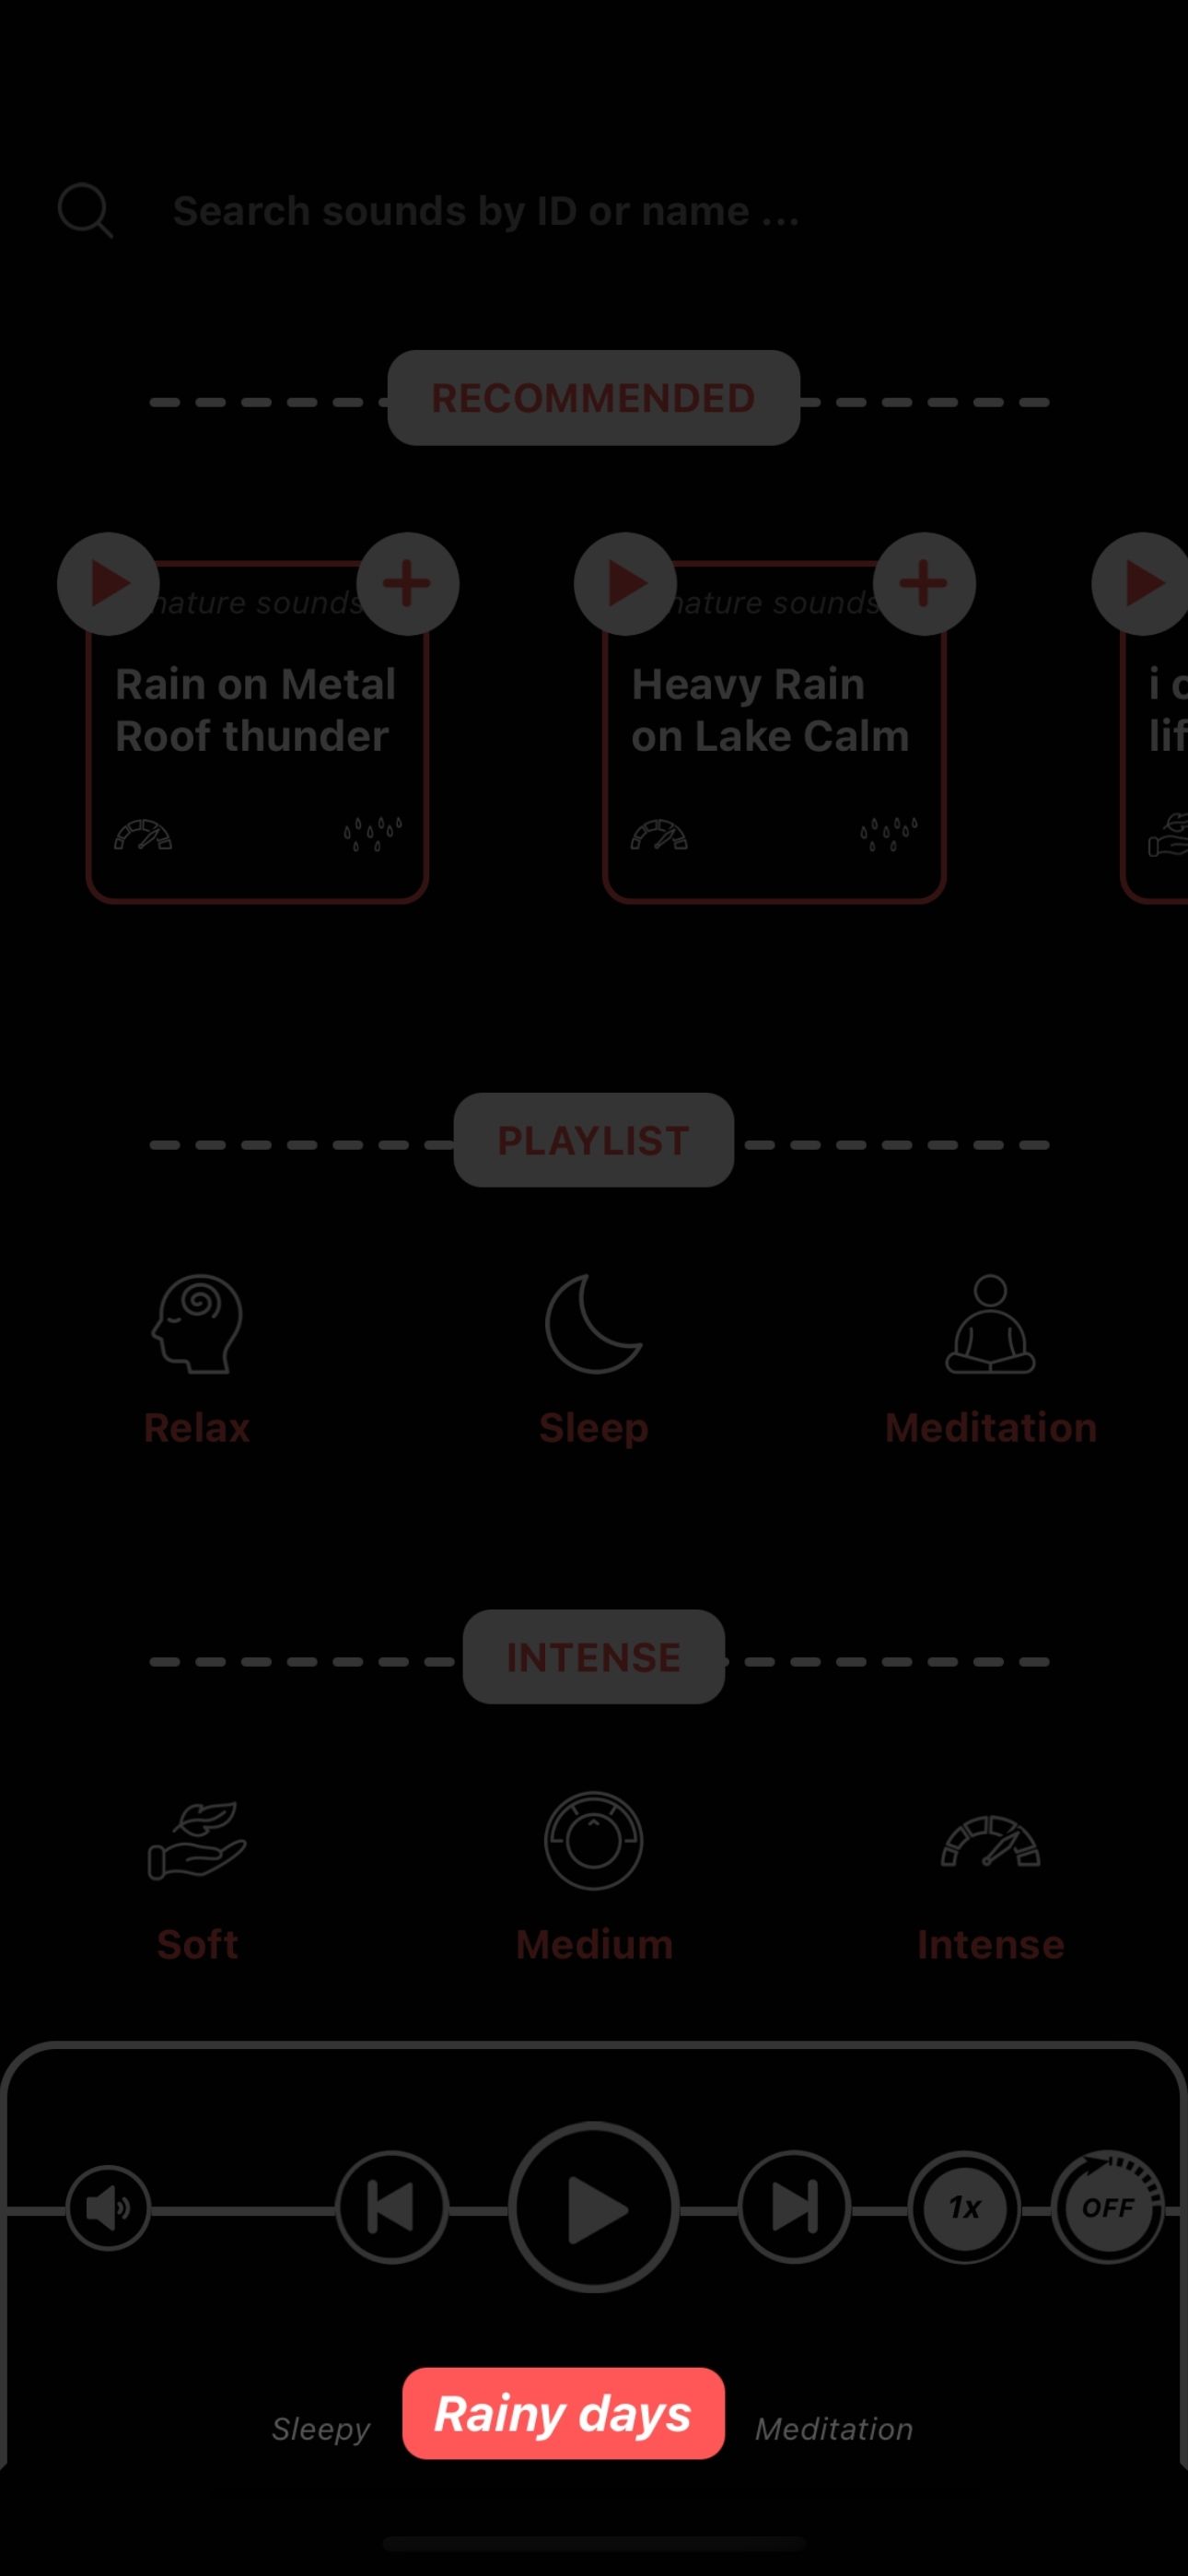 Search sounds by ID or name ...
RECOMMENDED
nature sounds
Rain on Metal
Roof thunder
nature sounds
Heavy Rain
on Lake Calm
PLAYLIST
Relax
Sleep
Meditation
INTENSE
Soft
Medium
Intense
1x
OFF
Sleepy
Rainy days
Meditation